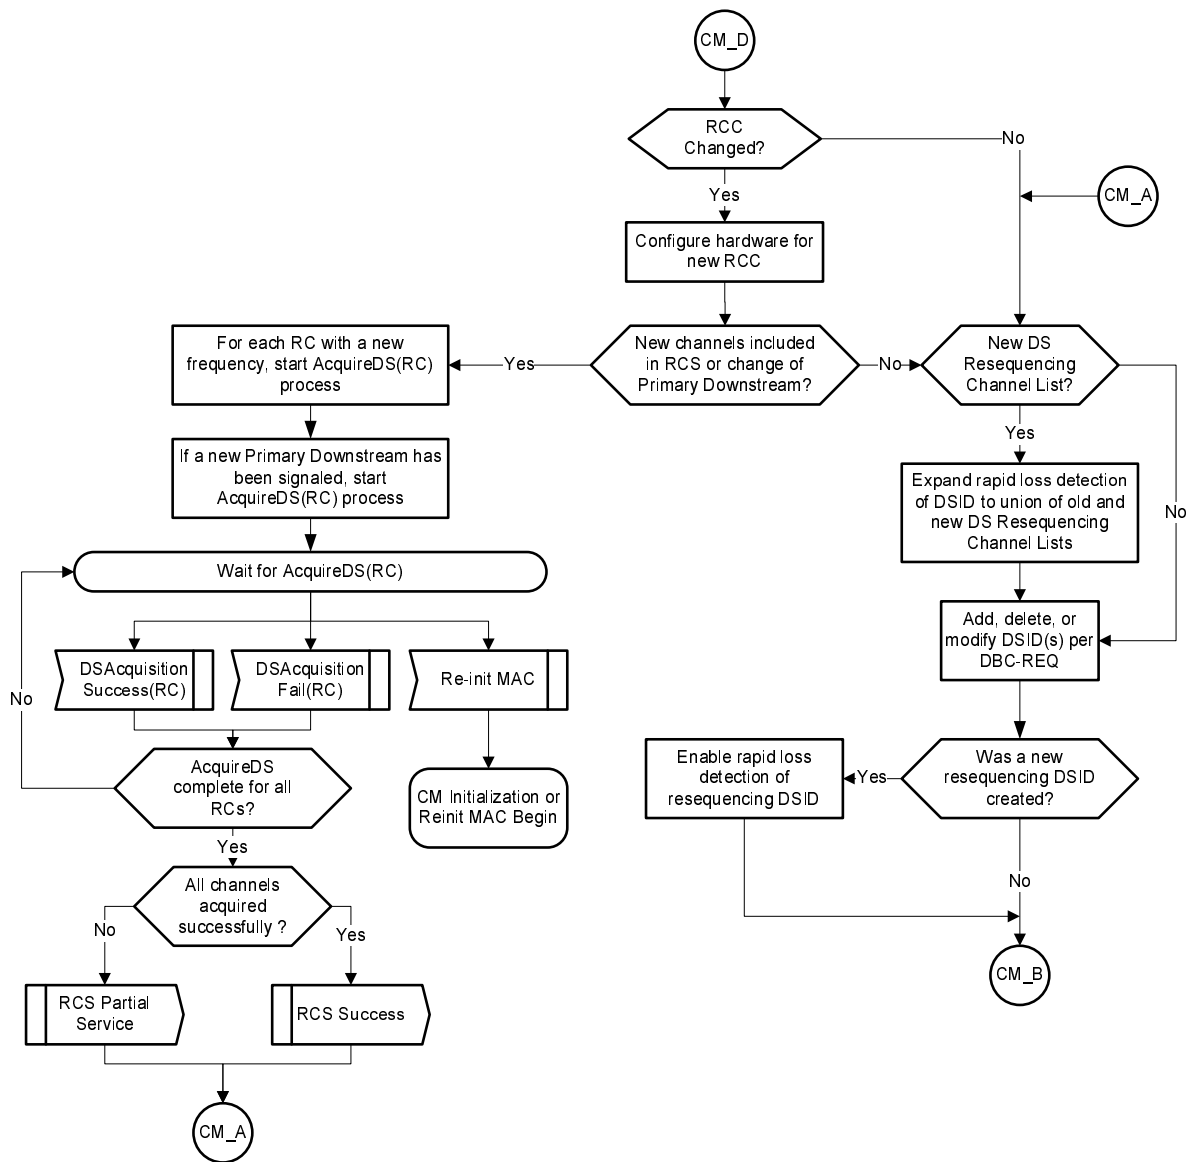 CM_D
RCC
Changed?
No
Yes
CM_A
Configure hardware for
new RCC
For each RC with a new
frequency, start AcquireDS(RC)
process
Yes
New channels included
in RCS or change of
Primary Downstream?
No
New DS
Resequencing
Channel List?
Yes
If a new Primary Downstream has
been signaled, start
AcquireDS(RC) process
Expand rapid loss detection
of DSID to union of old and
new DS Resequencing
Channel Lists
No
Wait for AcquireDS(RC)
Add, delete, or
modify DSID(s) per
DBC-REQ
DSAcquisition
Success(RC)
DSAcquisition
Fail(RC)
Re-init MAC
No
AcquireDS
complete for all
RCs?
CM Initialization or
Reinit MAC Begin
Enable rapid loss
detection of
resequencing DSID
Yes
Was a new
resequencing DSID
created?
Yes
No
All channels
acquired
successfully ?
No
Yes
RCS Partial
Service
RCS Success
CM_B
CM_A